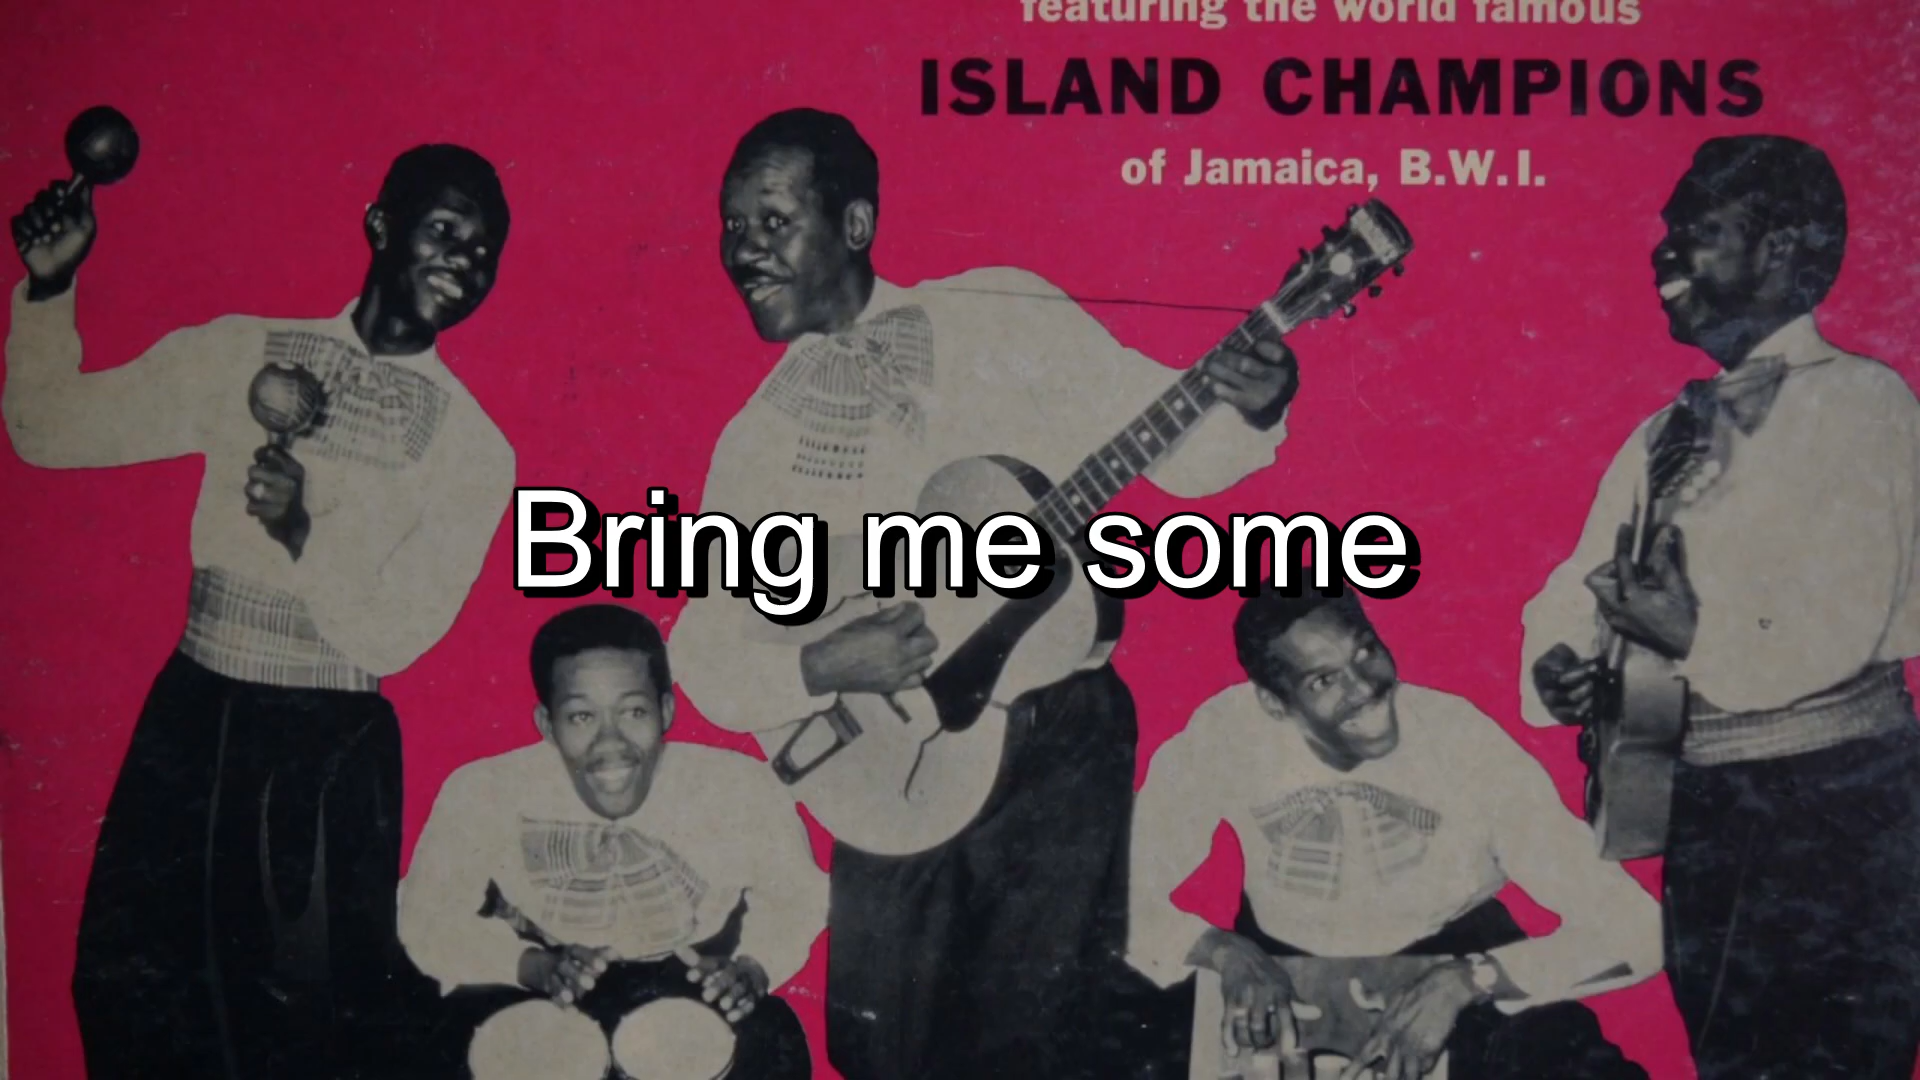 featuring the world famous
ISLAND CHAMPIONS
of Jamaica, B.W.I.
Bring me some